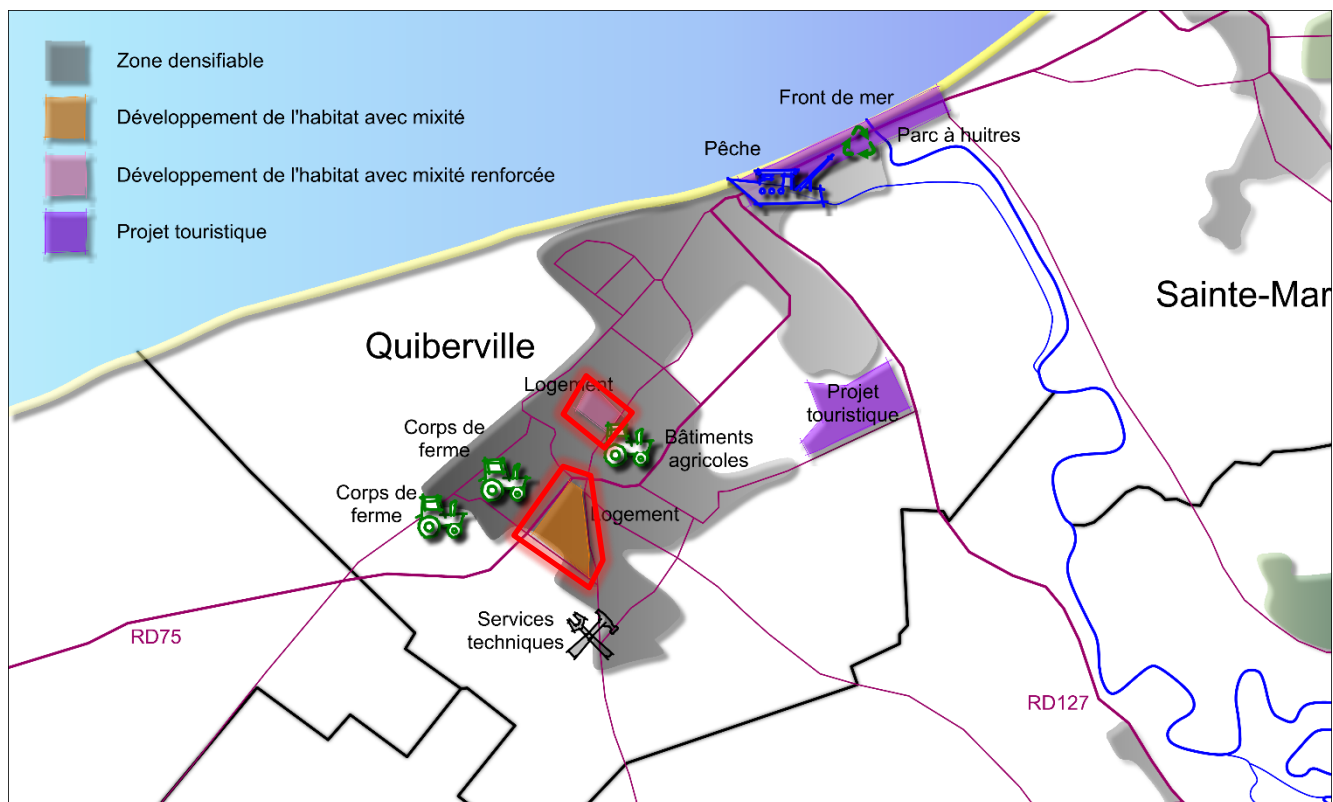 Zone densifiable
Développement de l'habitat avec mixité
Développement de l'habitat avec mixité renforcée
Projet touristique
Front de mer
Parc à huitres
Pêche
Sainte-Mar
Quiberville
Logement
Projet
touristique
Corps de
ferme
Bâtiments
agricoles
Corps de
ferme
Logement
Services
techniques
RD75
RD127